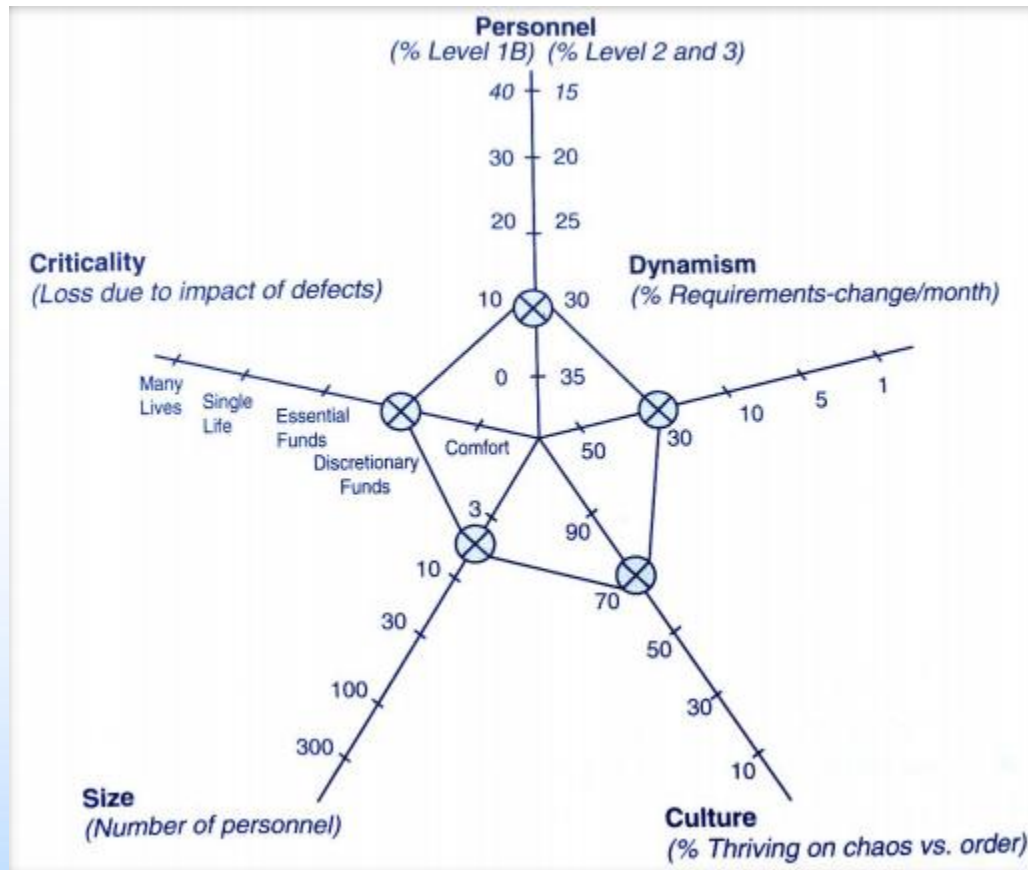 Personnel
(% Level 1B) (% Level 2 and 3)
40 15
30 20
20 25
10 30
0 35
Criticality
(Loss due to impact of defects)
Many
Lives
Single
Life
Essential
Funds
Discretionary
Funds
Comfort
Dynamism
(% Requirements-change/month)
1
5
10
30
50
90
70
50
30
10
Culture
(% Thriving on chaos vs. order)
3
10
30
100
300
Size
(Number of personnel)